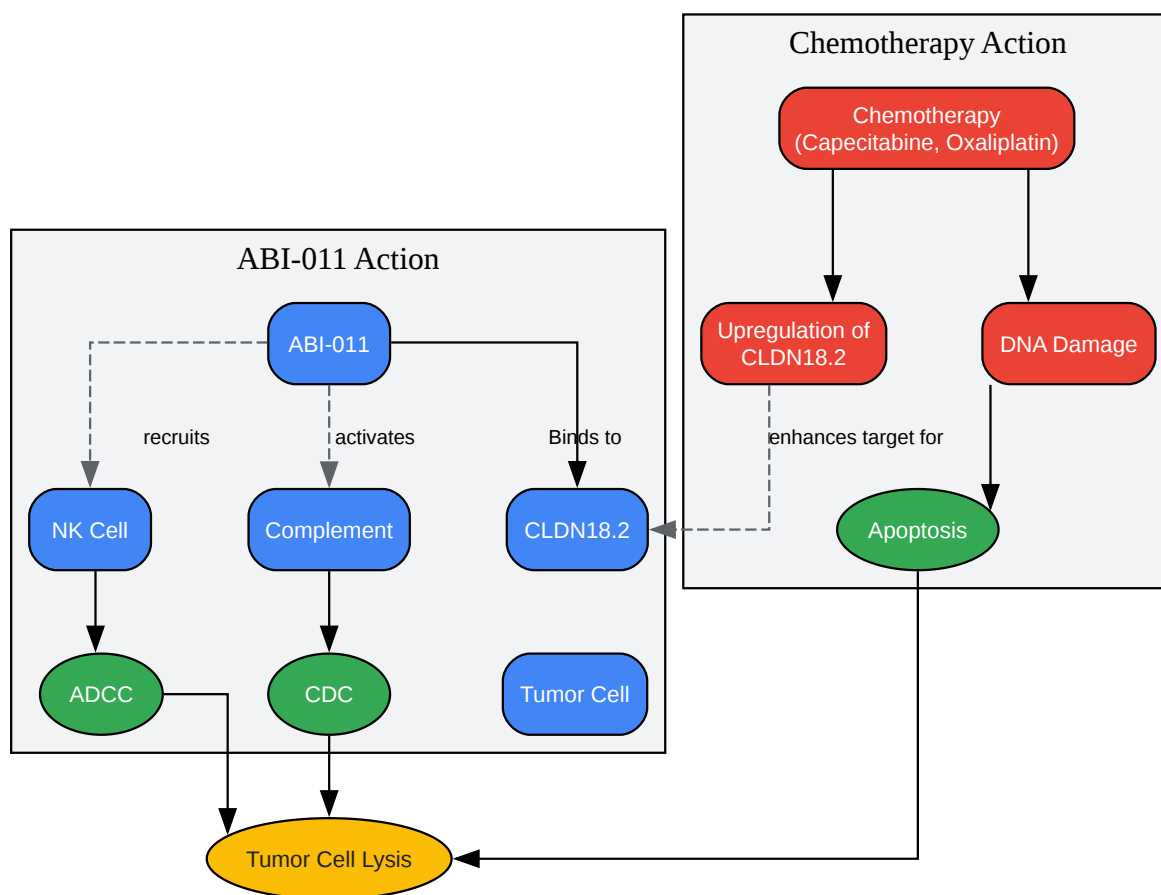 Chemotherapy Action
Chemotherapy
(Capecitabine, Oxaliplatin)
ABI-011 Action
ABI-011
Upregulation of
CLDN18.2
DNA Damage
recruits
activates
Binds to
enhances target for
NK Cell
Complement
CLDN18.2
Apoptosis
ADCC
CDC
Tumor Cell
Tumor Cell Lysis